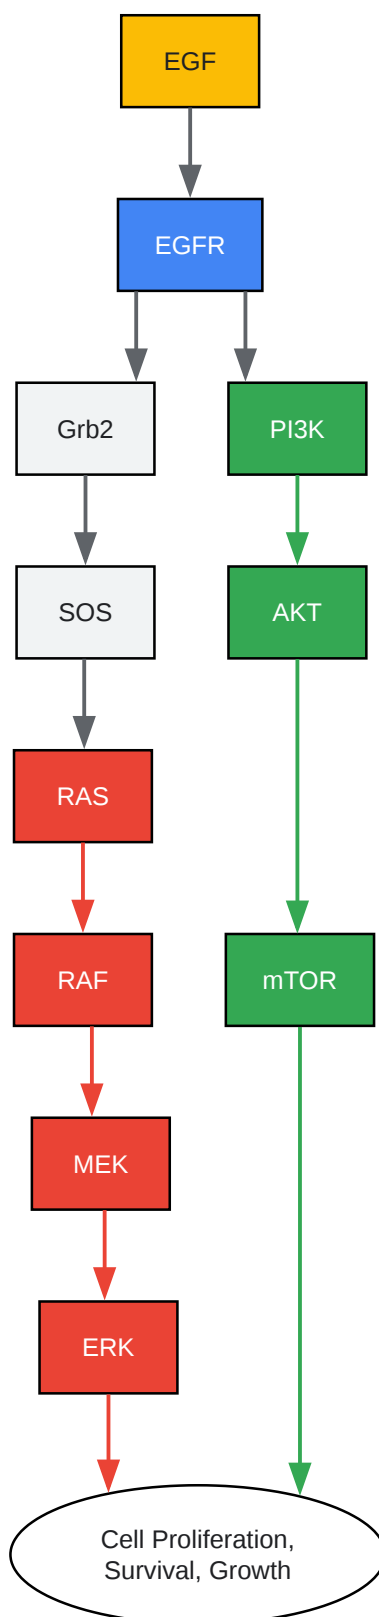 EGF
EGFR
Grb2
PI3K
SOS
AKT
RAS
RAF
mTOR
MEK
ERK
Cell Proliferation,
Survival, Growth